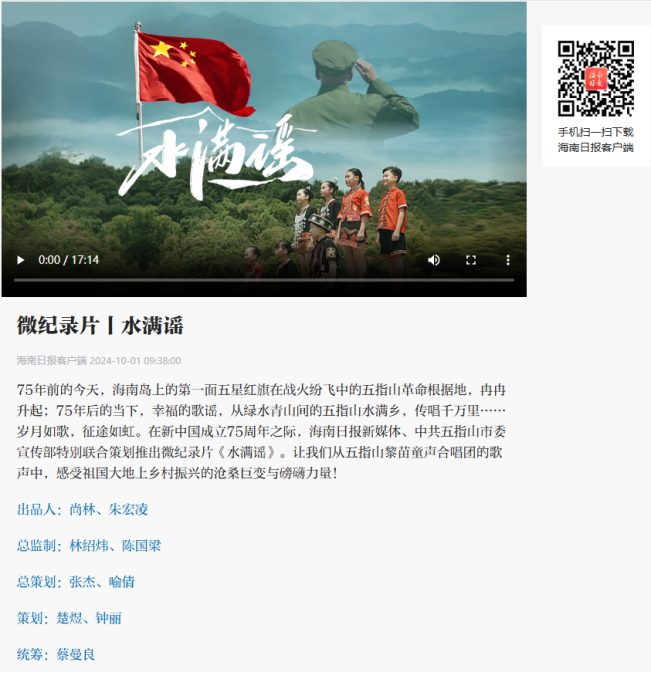 水满谣
0:00 / 17:14
海南
日报
手机扫一扫下载
海南日报客户端
微纪录片丨水满谣
海南日报客户端 2024-10-01 09:38:00
75年前的今天，海南岛上的第一面五星红旗在战火纷飞中的五指山革命根据地，冉冉
升起；75年后的当下，幸福的歌谣，从绿水青山间的五指山水满乡，传唱千万里……
岁月如歌，征途如虹。在新中国成立75周年之际，海南日报新媒体、中共五指山市委
宣传部特别联合策划推出微纪录片《水满谣》。让我们从五指山黎苗童声合唱团的歌
声中，感受祖国大地上乡村振兴的沧桑巨变与磅礴力量！
出品人：尚林、朱宏凌
总监制：林绍炜、陈国梁
总策划：张杰、喻倩
策划：楚煜、钟丽
统筹：蔡曼良